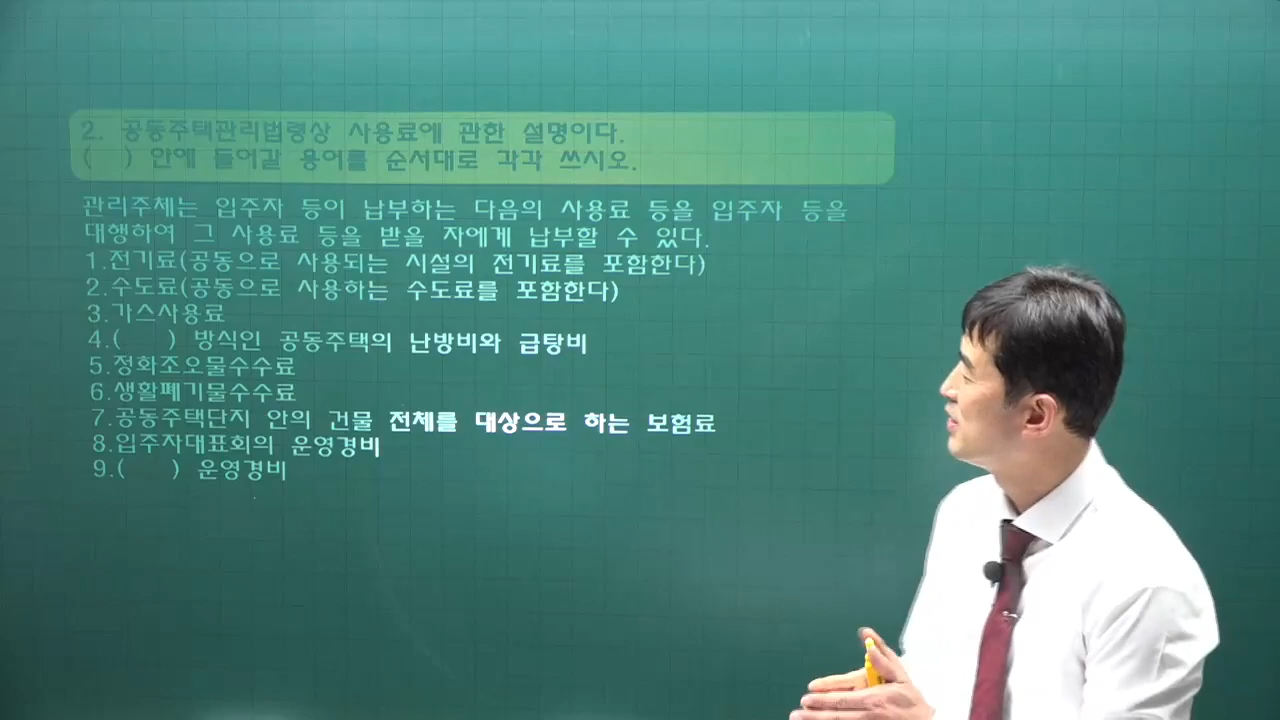 2. 공동주택관리법령상 사용료에 관한 설명이다.
( ) 안에 들어갈 용어를 순서대로 각각 쓰시오.
관리주체는 입주자 등이 납부하는 다음의 사용료 등을 입주자 등을
대행하여 그 사용료 등을 받을 자에게 납부할 수 있다.
1.전기료(공동으로 사용되는 시설의 전기료를 포함한다)
2.수도료(공동으로 사용하는 수도료를 포함한다)
3.가스사용료
4.( ) 방식인 공동주택의 난방비와 급탕비
5.정화조오물수수료
6.생활폐기물수수료
7.공동주택단지 안의 건물 전체를 대상으로 하는 보험료
8.입주자대표회의 운영경비
9.( ) 운영경비